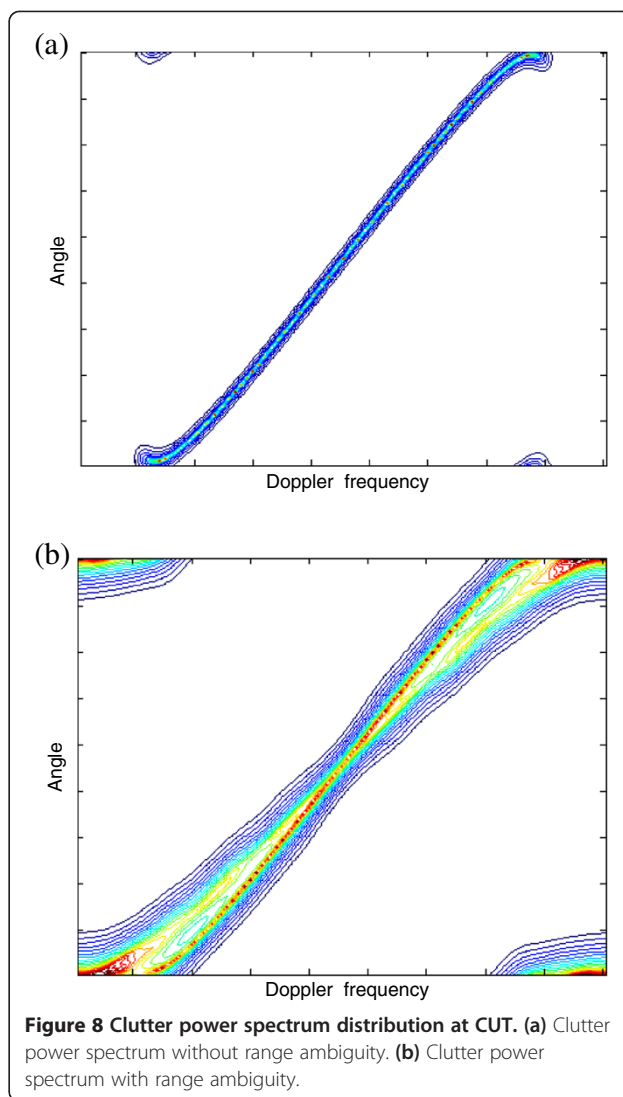 (a)
Angle
Doppler frequency
(b)
Angle
Doppler frequency
Figure 8 Clutter power spectrum distribution at CUT. (a) Clutter
power spectrum without range ambiguity. (b) Clutter power
spectrum with range ambiguity.